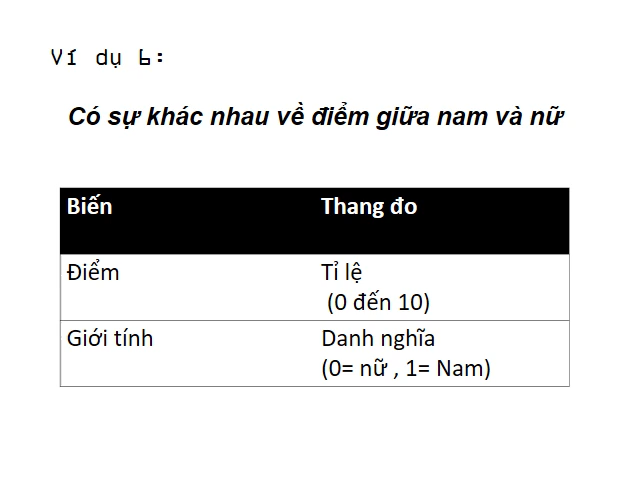 Ví dụ 6:
Có sự khác nhau về điểm giữa nam và nữ
Biến Thang đo
Điểm Tỉ lệ
(0 đến 10)
Giới tính Danh nghĩa
(0= nữ , 1= Nam)